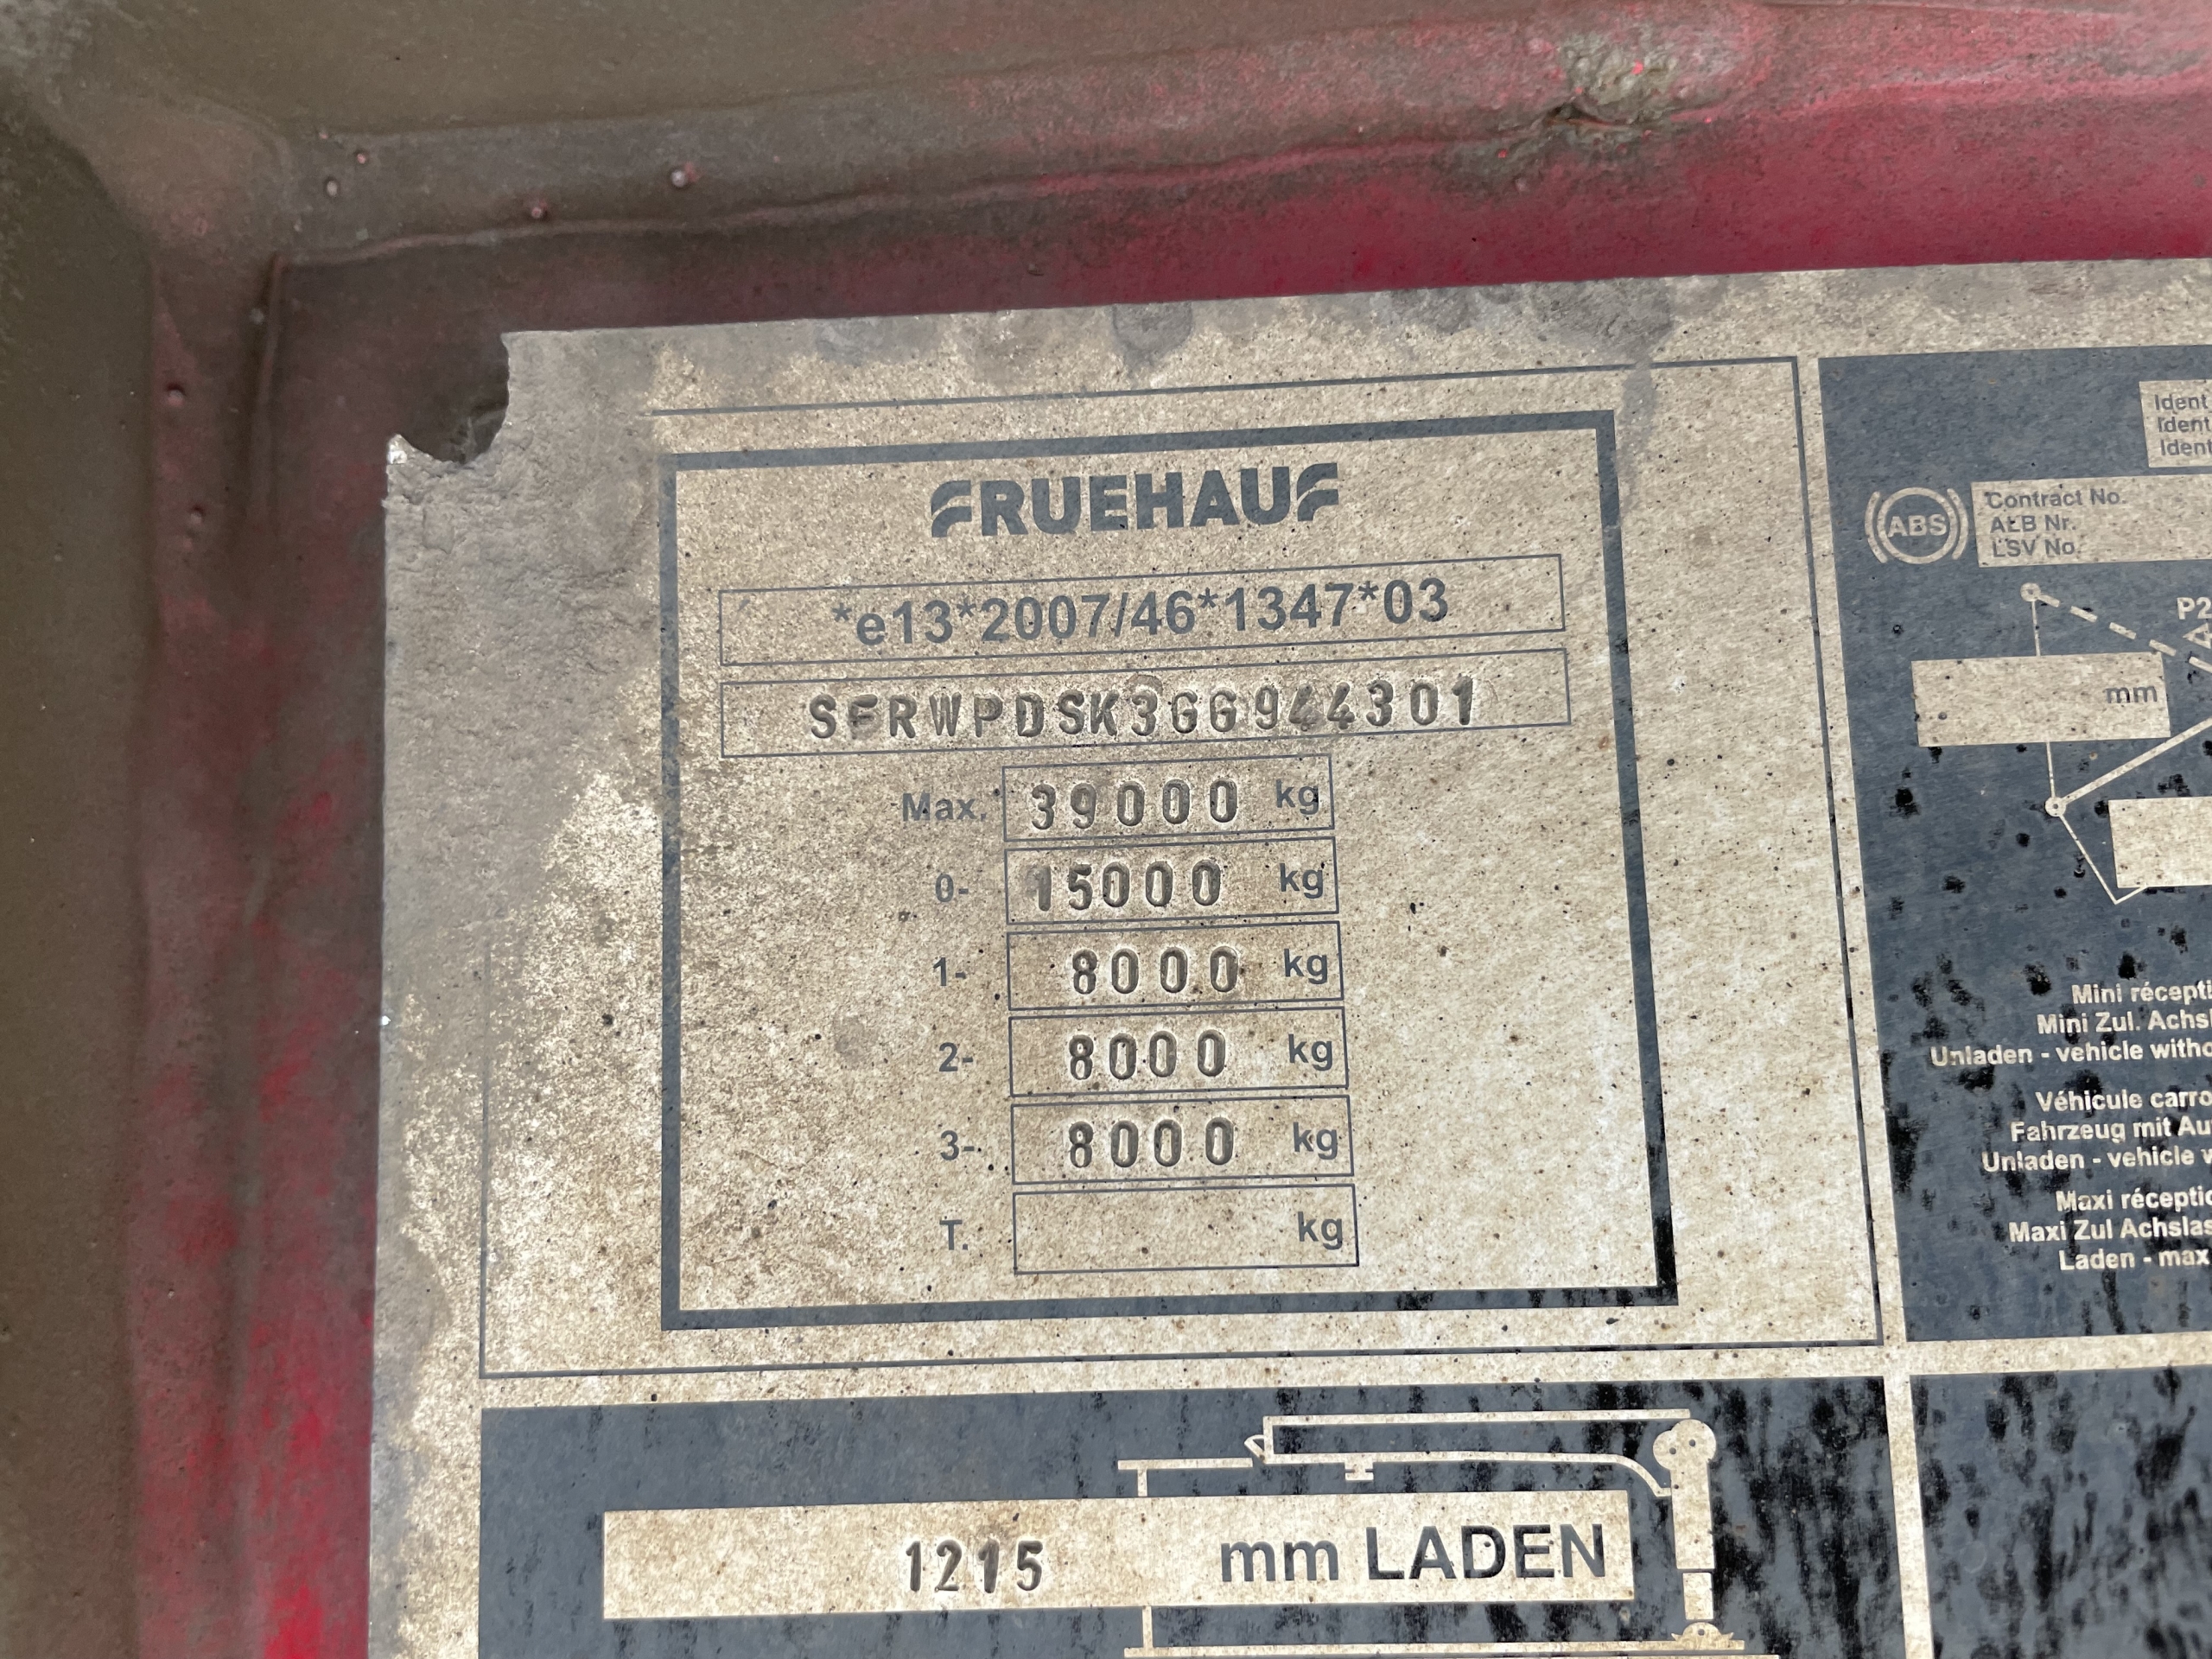 FRUEHAUF
*e13*2007/46*1347*03
SFRWPDSK3GG944301
Max. 39000 kg
0- 15000 kg
1- 8000 kg
2- 8000 kg
3- 8000 kg
T. kg
1215 mm LADEN
Ident
Ident
Ident
ABS
Contract No.
ALB Nr.
LSV No.
P2
mm
Mini récepti
Mini Zul. Achsl
Unladen - vehicle witho
Véhicule carro
Fahrzeug mit Au
Unladen - vehicle w
Maxi réceptio
Maxi Zul Achslas
Laden - max